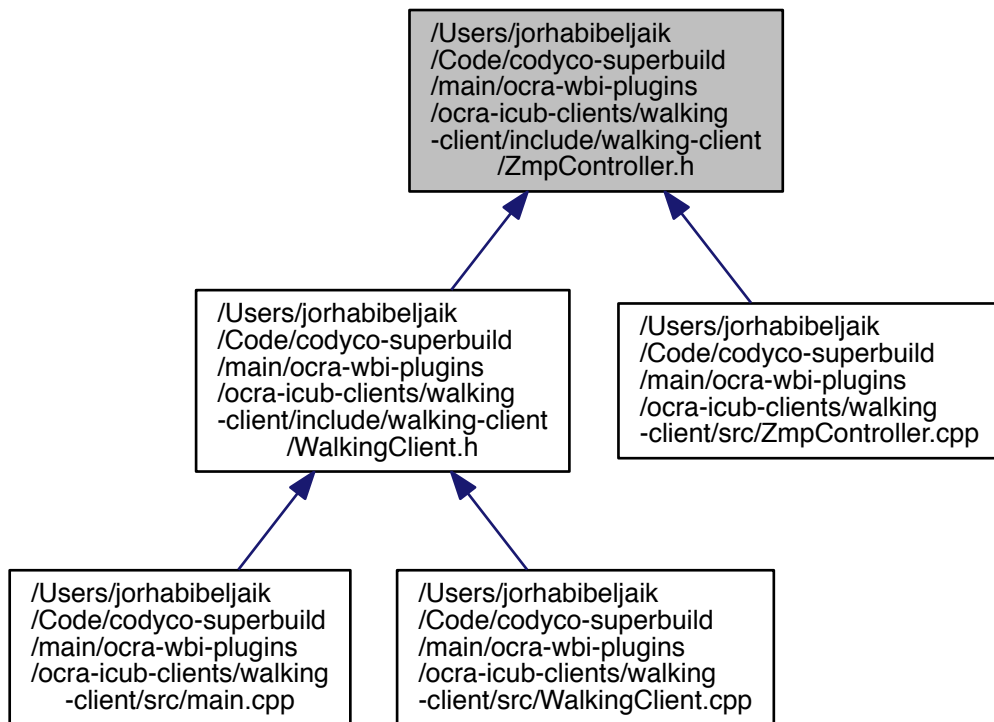 /Users/jorhabibeljaik
/Code/codyco-superbuild
/main/ocra-wbi-plugins
/ocra-icub-clients/walking
-client/include/walking-client
/ZmpController.h
/Users/jorhabibeljaik
/Code/codyco-superbuild
/main/ocra-wbi-plugins
/ocra-icub-clients/walking
-client/include/walking-client
/WalkingClient.h
/Users/jorhabibeljaik
/Code/codyco-superbuild
/main/ocra-wbi-plugins
/ocra-icub-clients/walking
-client/src/ZmpController.cpp
/Users/jorhabibeljaik
/Code/codyco-superbuild
/main/ocra-wbi-plugins
/ocra-icub-clients/walking
-client/src/main.cpp
/Users/jorhabibeljaik
/Code/codyco-superbuild
/main/ocra-wbi-plugins
/ocra-icub-clients/walking
-client/src/WalkingClient.cpp